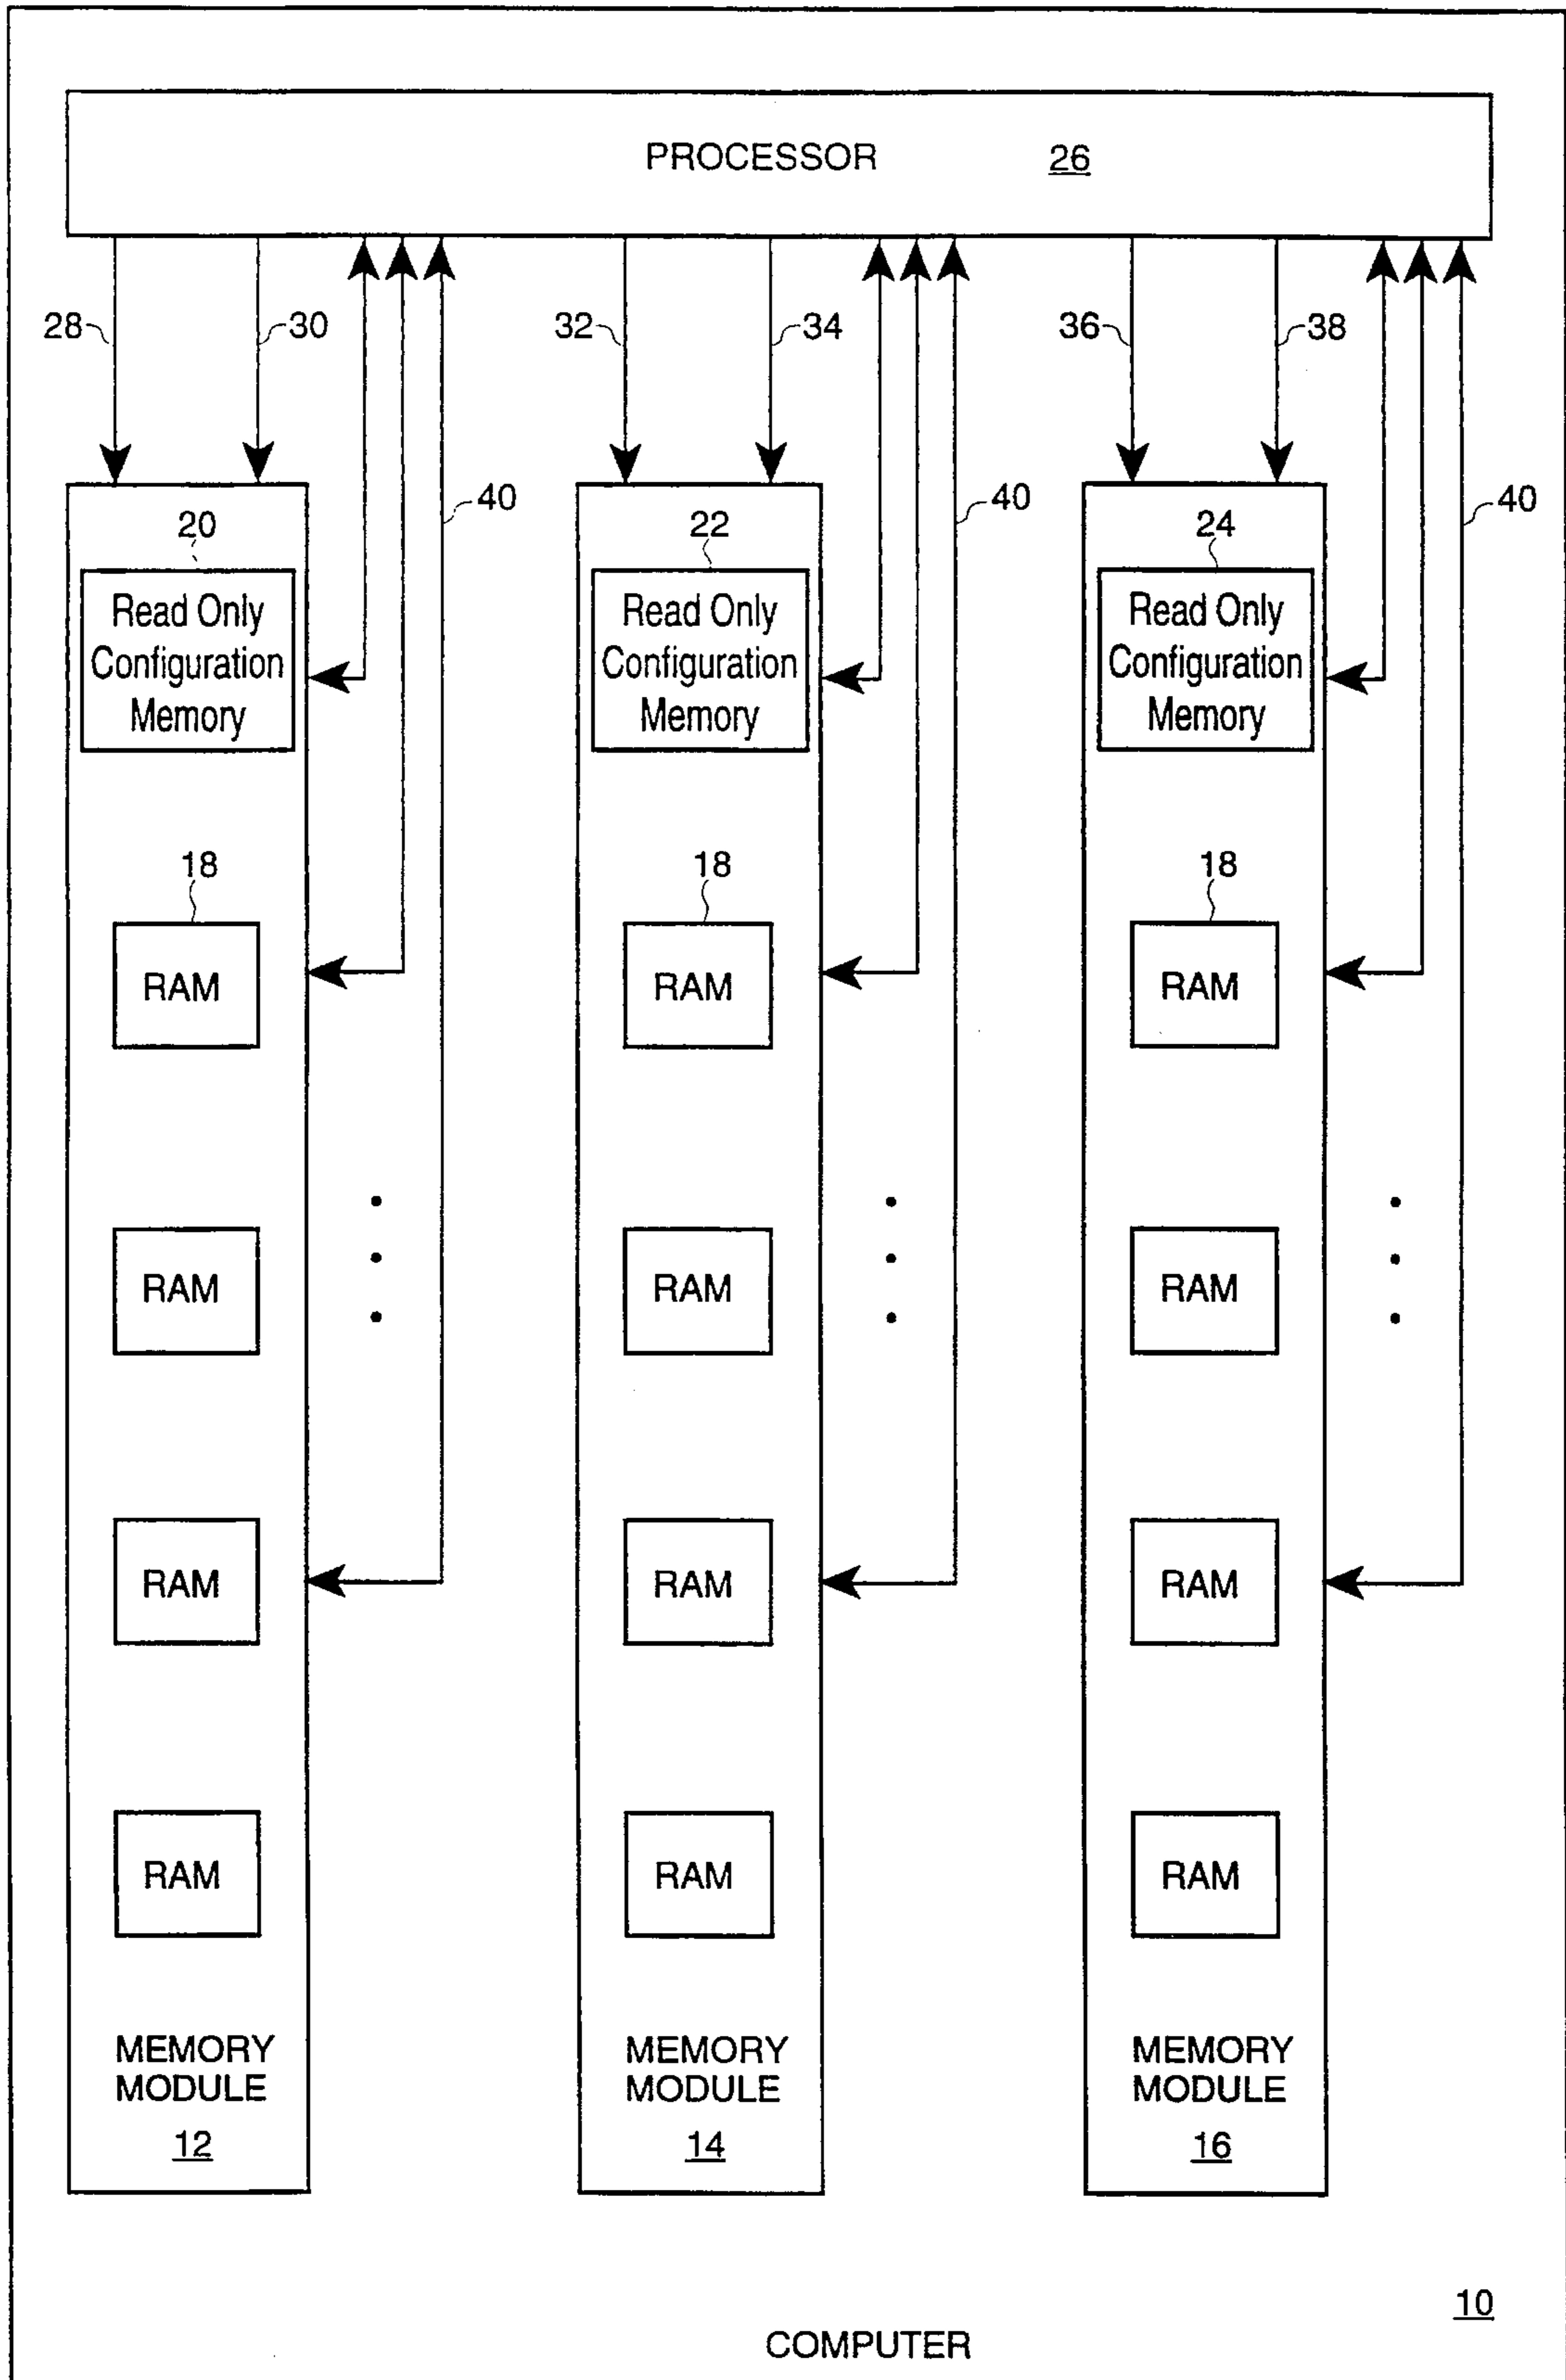 PROCESSOR 26
28 30 32 34 36 38
40 40 40
20 22 24
Read Only Read Only Read Only
Configuration Configuration Configuration
Memory Memory Memory
18 18 18
RAM RAM RAM
RAM RAM RAM
RAM RAM RAM
RAM RAM RAM
MEMORY MEMORY MEMORY
MODULE MODULE MODULE
12 14 16
10
COMPUTER